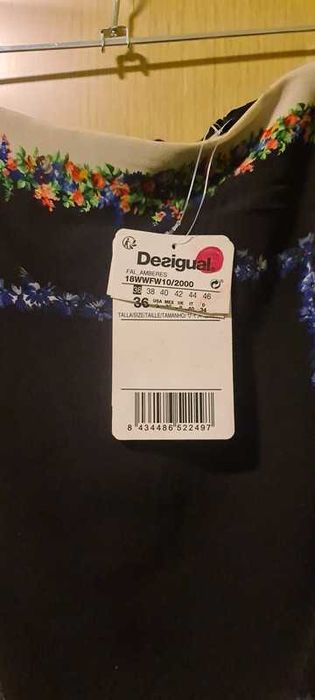 Desigual.
FAL_AMBERES
18WWFW10/2000
36 38 40 42 44 46
36 USA MEX UK IT D
TALLA/SIZE/TAILLE/TAMANHO/
8 434486 522497